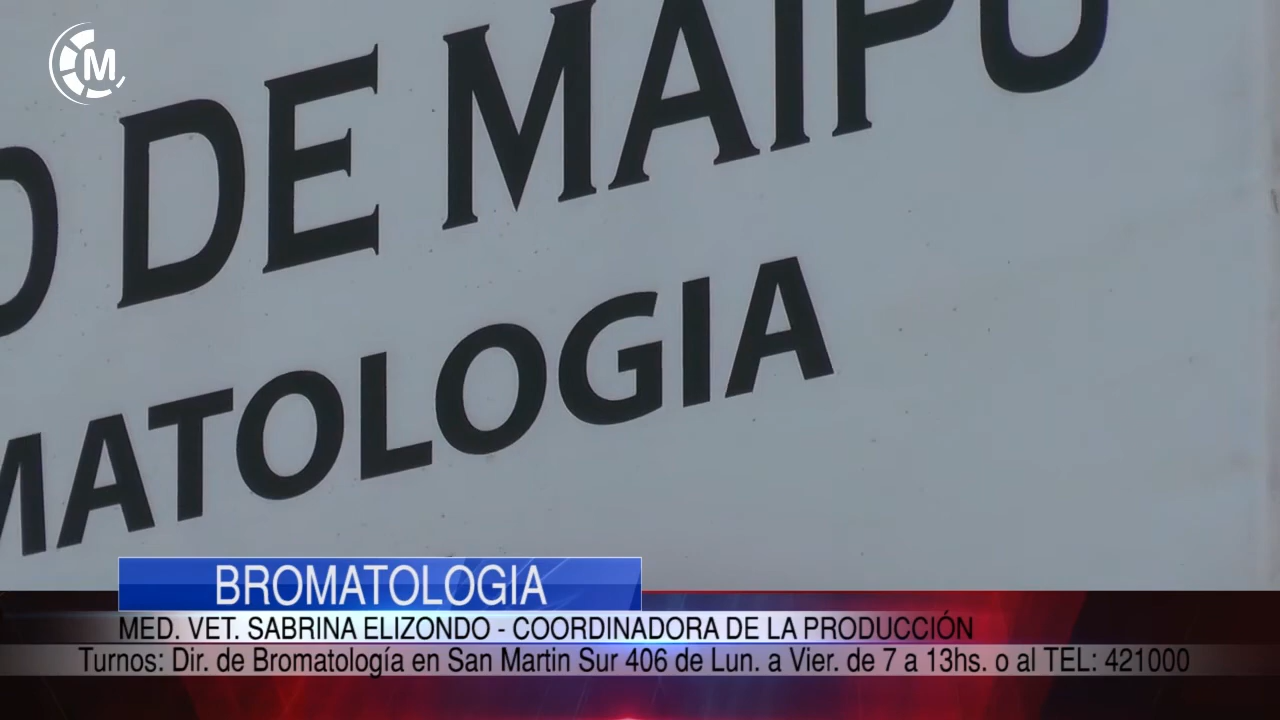 M
DE MAIPU
MATOLOGIA
BROMATOLOGIA
MED. VET. SABRINA ELIZONDO - COORDINADORA DE LA PRODUCCIÓN
Turnos: Dir. de Bromatología en San Martin Sur 406 de Lun. a Vier. de 7 a 13hs. o al TEL: 421000